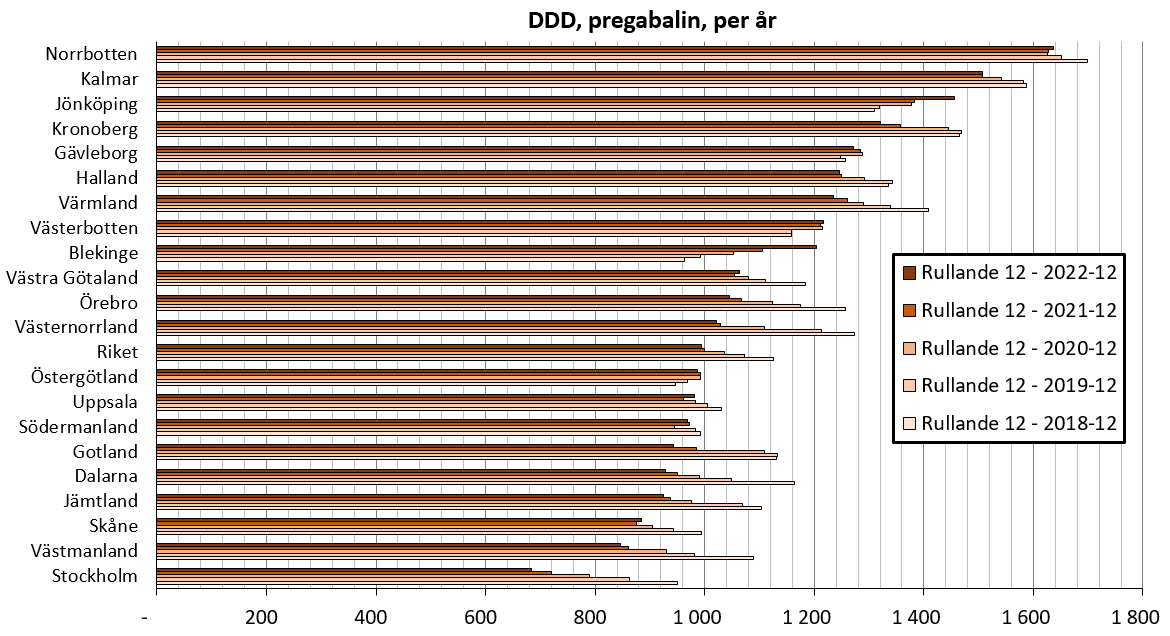 DDD, pregabalin, per år
Norrbotten
Kalmar
Jönköping
Kronoberg
Gävleborg
Halland
Värmland
Västerbotten
Blekinge
Västra Götaland
Örebro
Västernorrland
Riket
Östergötland
Uppsala
Södermanland
Gotland
Dalarna
Jämtland
Skåne
Västmanland
Stockholm
Rullande 12 - 2022-12
Rullande 12 - 2021-12
Rullande 12 - 2020-12
Rullande 12 - 2019-12
Rullande 12 - 2018-12
- 200 400 600 800 1 000 1 200 1 400 1 600 1 800